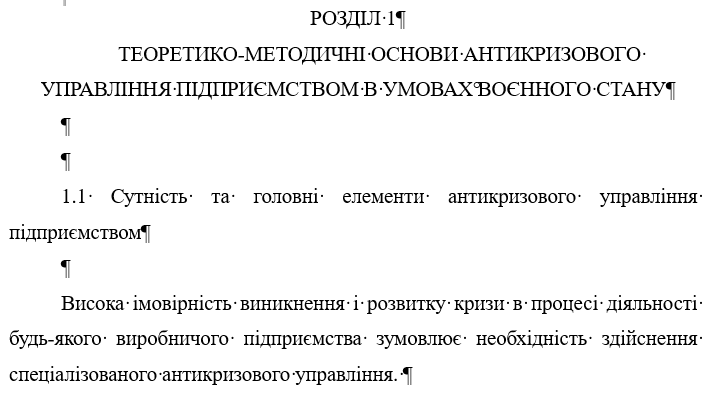 РОЗДІЛ 1
ТЕОРЕТИКО-МЕТОДИЧНІ ОСНОВИ АНТИКРИЗОВОГО
УПРАВЛІННЯ ПІДПРИЄМСТВОМ В УМОВАХ ВОЄННОГО СТАНУ
1.1 Сутність та головні елементи антикризового управління
підприємством
Висока імовірність виникнення і розвитку кризи в процесі діяльності
будь-якого виробничого підприємства зумовлює необхідність здійснення
спеціалізованого антикризового управління.